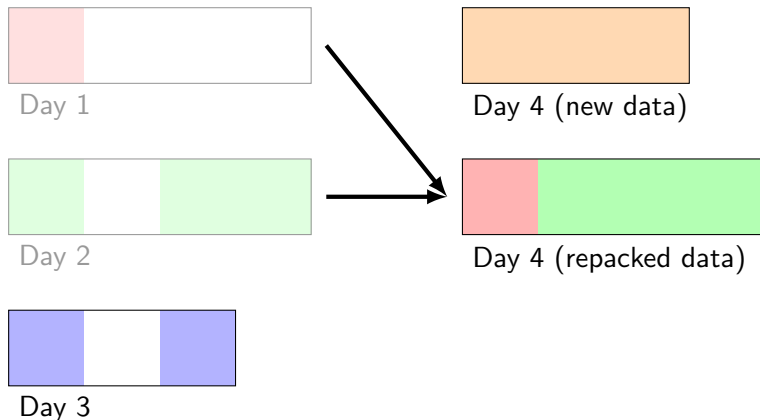 Day 1
Day 4 (new data)
Day 2
Day 4 (repacked data)
Day 3